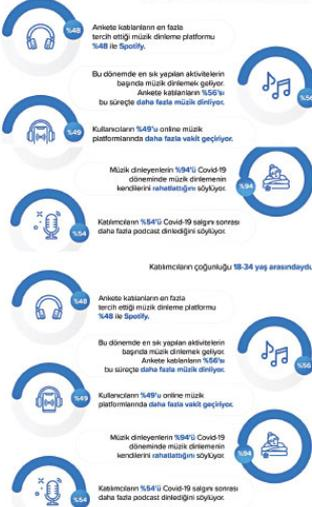 Ankete katılanların en fazla
tercih ettiği müzik dinleme platformu
%48 ile Spotify.
%48
Bu dönemde en sık yapılan aktivitelerin
başında müzik dinlemek geliyor.
Ankete katılanların %56'sı
bu süreçte daha fazla müzik dinliyor.
%56
Kullanıcıların %49'u online müzik
platformlarında daha fazla vakit geçiriyor.
%49
Müzik dinleyenlerin %94'ü Covid-19
döneminde müzik dinlemenin
kendilerini rahatlattığını söylüyor.
%94
Katılımcıların %54'ü Covid-19 salgını sonrası
daha fazla podcast dinlediğini söylüyor.
%54
Katılımcıların çoğunluğu 18-34 yaş arasındaydı
Ankete katılanların en fazla
tercih ettiği müzik dinleme platformu
%48 ile Spotify.
%48
Bu dönemde en sık yapılan aktivitelerin
başında müzik dinlemek geliyor.
Ankete katılanların %56'sı
bu süreçte daha fazla müzik dinliyor.
%56
Kullanıcıların %49'u online müzik
platformlarında daha fazla vakit geçiriyor.
%49
Müzik dinleyenlerin %94'ü Covid-19
döneminde müzik dinlemenin
kendilerini rahatlattığını söylüyor.
%94
Katılımcıların %54'ü Covid-19 salgını sonrası
daha fazla podcast dinlediğini söylüyor.
%54